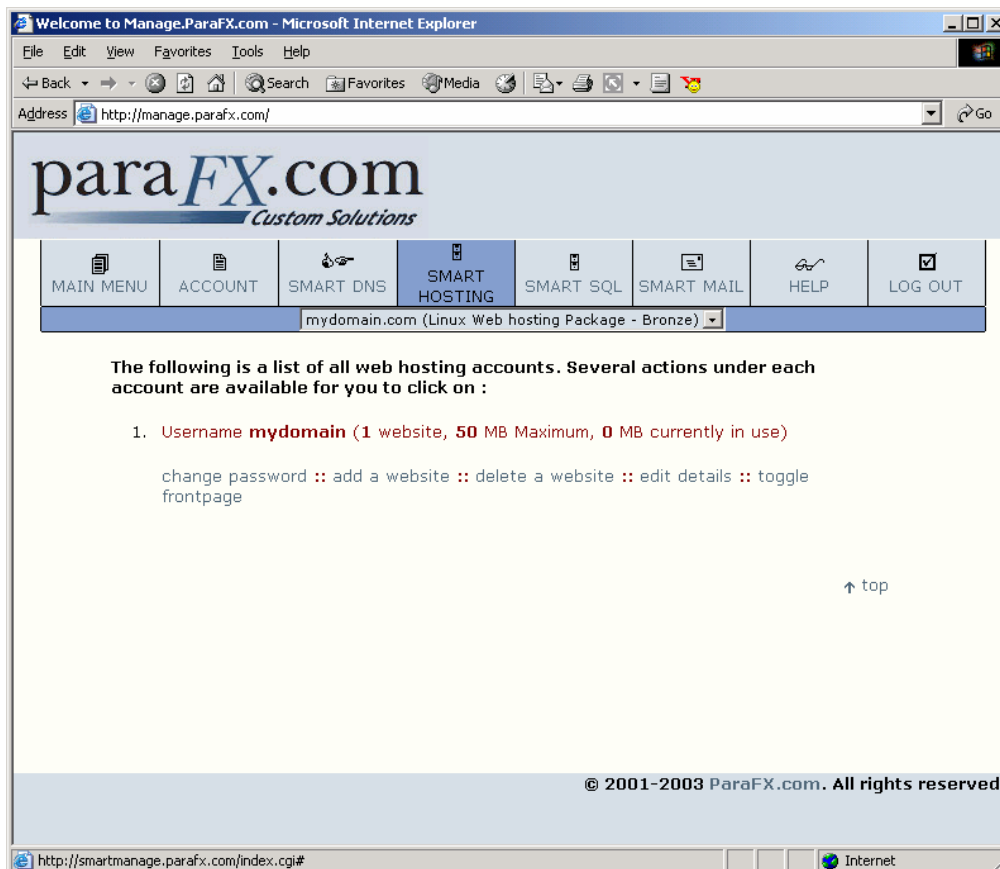 Welcome to Manage.ParaFX.com - Microsoft Internet Explorer
File Edit View Favorites Tools Help
Back Search Favorites Media
Address http://manage.parafx.com/ Go
paraFX.com
Custom Solutions
MAIN MENU ACCOUNT SMART DNS SMART HOSTING SMART SQL SMART MAIL HELP LOG OUT
mydomain.com (Linux Web hosting Package - Bronze)
The following is a list of all web hosting accounts. Several actions under each
account are available for you to click on :
1. Username mydomain (1 website, 50 MB Maximum, 0 MB currently in use)
change password :: add a website :: delete a website :: edit details :: toggle
frontpage
top
© 2001-2003 ParaFX.com. All rights reserved
http://smartmanage.parafx.com/index.cgi# Internet